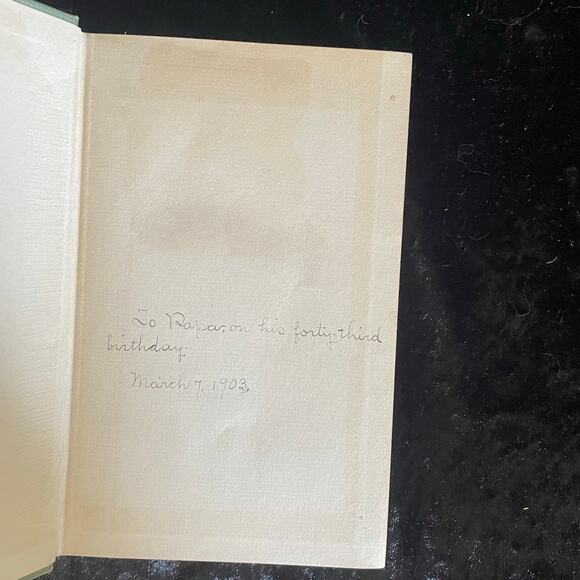 To Papa, on his forty-third
birthday.
March 7, 1903.